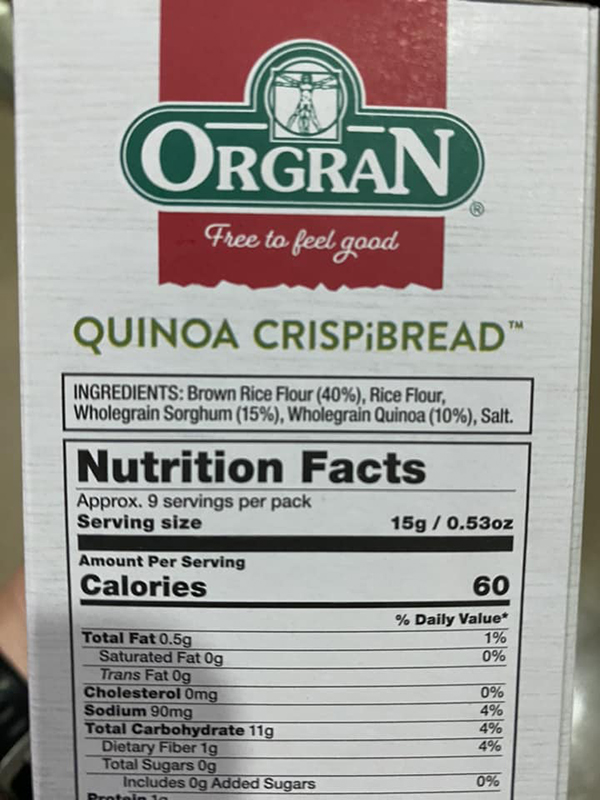 ORGRAN
®
Free to feel good
QUINOA CRISPiBREAD™
INGREDIENTS: Brown Rice Flour (40%), Rice Flour,
Wholegrain Sorghum (15%), Wholegrain Quinoa (10%), Salt.
Nutrition Facts
Approx. 9 servings per pack
Serving size 15g / 0.53oz
Amount Per Serving
Calories 60
% Daily Value*
Total Fat 0.5g 1%
Saturated Fat 0g 0%
Trans Fat 0g
Cholesterol 0mg 0%
Sodium 90mg 4%
Total Carbohydrate 11g 4%
Dietary Fiber 1g 4%
Total Sugars 0g
Includes 0g Added Sugars 0%
Protein 1g